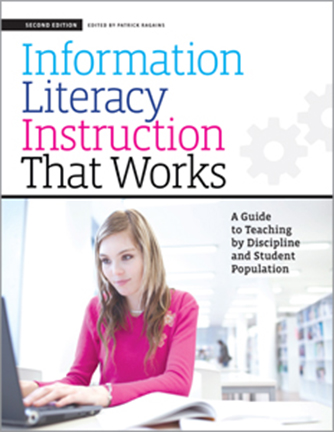 SECOND EDITION EDITED BY PATRICK RAGAINS
Information
Literacy
Instruction
That Works
A Guide
to Teaching
by Discipline
and Student
Population